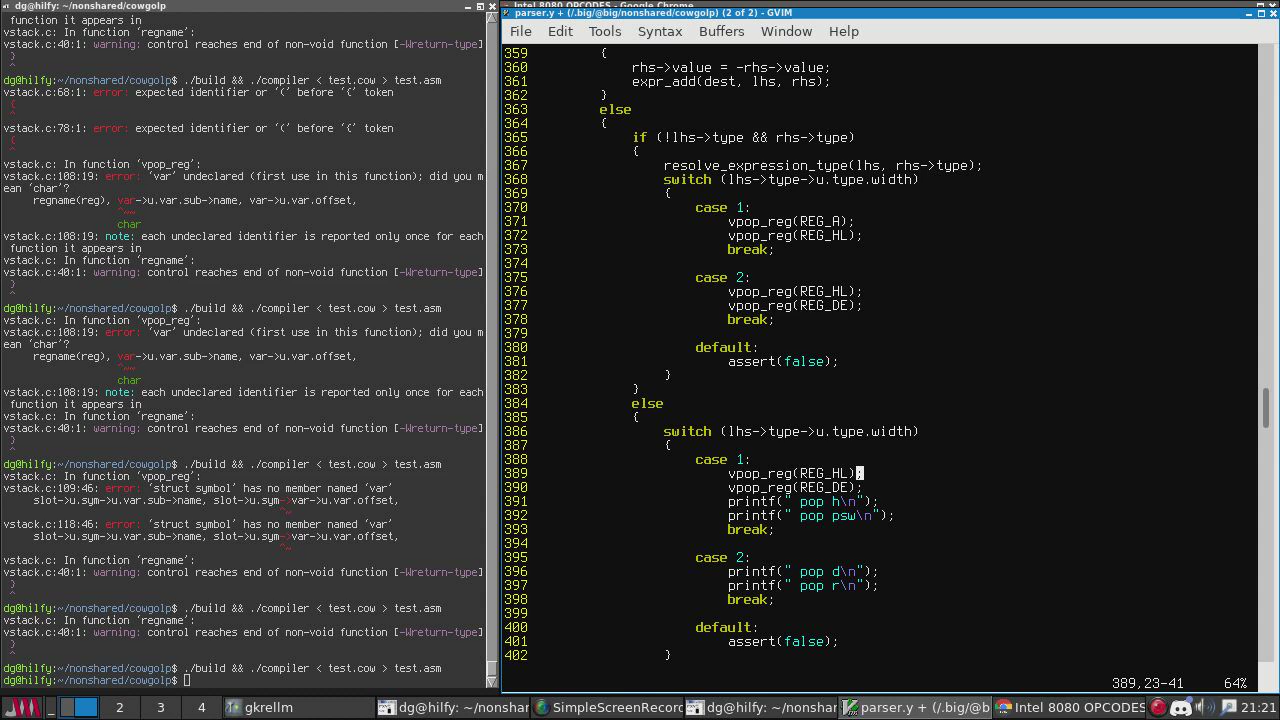 dg@hilfy: ~/nonshared/cowgolp
Intel 8080 OPCODES - Google Chrome
function it appears in
vstack.c: In function ‘regname’:
vstack.c:40:1: warning: control reaches end of non-void function [-Wreturn-type]
}
^
dg@hilfy:~/nonshared/cowgolp$ ./build && ./compiler < test.cow > test.asm
vstack.c:68:1: error: expected identifier or ‘(’ before ‘{’ token
{
^
vstack.c:78:1: error: expected identifier or ‘(’ before ‘{’ token
{
^
vstack.c: In function ‘vpop_reg’:
vstack.c:108:19: error: ‘var’ undeclared (first use in this function); did you m
ean ‘char’?
regname(reg), var->u.var.sub->name, var->u.var.offset,
^~~
char
vstack.c:108:19: note: each undeclared identifier is reported only once for each
function it appears in
vstack.c: In function ‘regname’:
vstack.c:40:1: warning: control reaches end of non-void function [-Wreturn-type]
}
^
dg@hilfy:~/nonshared/cowgolp$ ./build && ./compiler < test.cow > test.asm
vstack.c: In function ‘vpop_reg’:
vstack.c:108:19: error: ‘var’ undeclared (first use in this function); did you m
ean ‘char’?
regname(reg), var->u.var.sub->name, var->u.var.offset,
^~~
char
vstack.c:108:19: note: each undeclared identifier is reported only once for each
function it appears in
vstack.c: In function ‘regname’:
vstack.c:40:1: warning: control reaches end of non-void function [-Wreturn-type]
}
^
dg@hilfy:~/nonshared/cowgolp$ ./build && ./compiler < test.cow > test.asm
vstack.c: In function ‘vpop_reg’:
vstack.c:109:46: error: ‘struct symbol’ has no member named ‘var’
slot->sym->u.var.sub->name, slot->u.sym->var->u.var.offset,
^~
vstack.c:118:46: error: ‘struct symbol’ has no member named ‘var’
slot->sym->u.var.sub->name, slot->u.sym->var->u.var.offset,
^~
vstack.c: In function ‘regname’:
vstack.c:40:1: warning: control reaches end of non-void function [-Wreturn-type]
}
^
dg@hilfy:~/nonshared/cowgolp$ ./build && ./compiler < test.cow > test.asm
vstack.c: In function ‘regname’:
vstack.c:40:1: warning: control reaches end of non-void function [-Wreturn-type]
}
^
dg@hilfy:~/nonshared/cowgolp$ ./build && ./compiler < test.cow > test.asm
dg@hilfy:~/nonshared/cowgolp$
parser.y + (/.big/@big/nonshared/cowgolp) (2 of 2) - GVIM
File Edit Tools Syntax Buffers Window Help
359 {
360 rhs->value = -rhs->value;
361 expr_add(dest, lhs, rhs);
362 }
363 else
364 {
365 if (!lhs->type && rhs->type)
366 {
367 resolve_expression_type(lhs, rhs->type);
368 switch (lhs->type->u.type.width)
369 {
370 case 1:
371 vpop_reg(REG_A);
372 vpop_reg(REG_HL);
373 break;
374
375 case 2:
376 vpop_reg(REG_HL);
377 vpop_reg(REG_DE);
378 break;
379
380 default:
381 assert(false);
382 }
383 }
384 else
385 {
386 switch (lhs->type->u.type.width)
387 {
388 case 1:
389 vpop_reg(REG_HL);
390 vpop_reg(REG_DE);
391 printf(" pop h\n");
392 printf(" pop psw\n");
393 break;
394
395 case 2:
396 printf(" pop d\n");
397 printf(" pop r\n");
398 break;
399
400 default:
401 assert(false);
402 }
389,23-41 64%
2 3 4 gkrellm dg@hilfy: ~/nonshar SimpleScreenRecor dg@hilfy: ~/nonshar parser.y + (/.big/@b Intel 8080 OPCODES 21:21